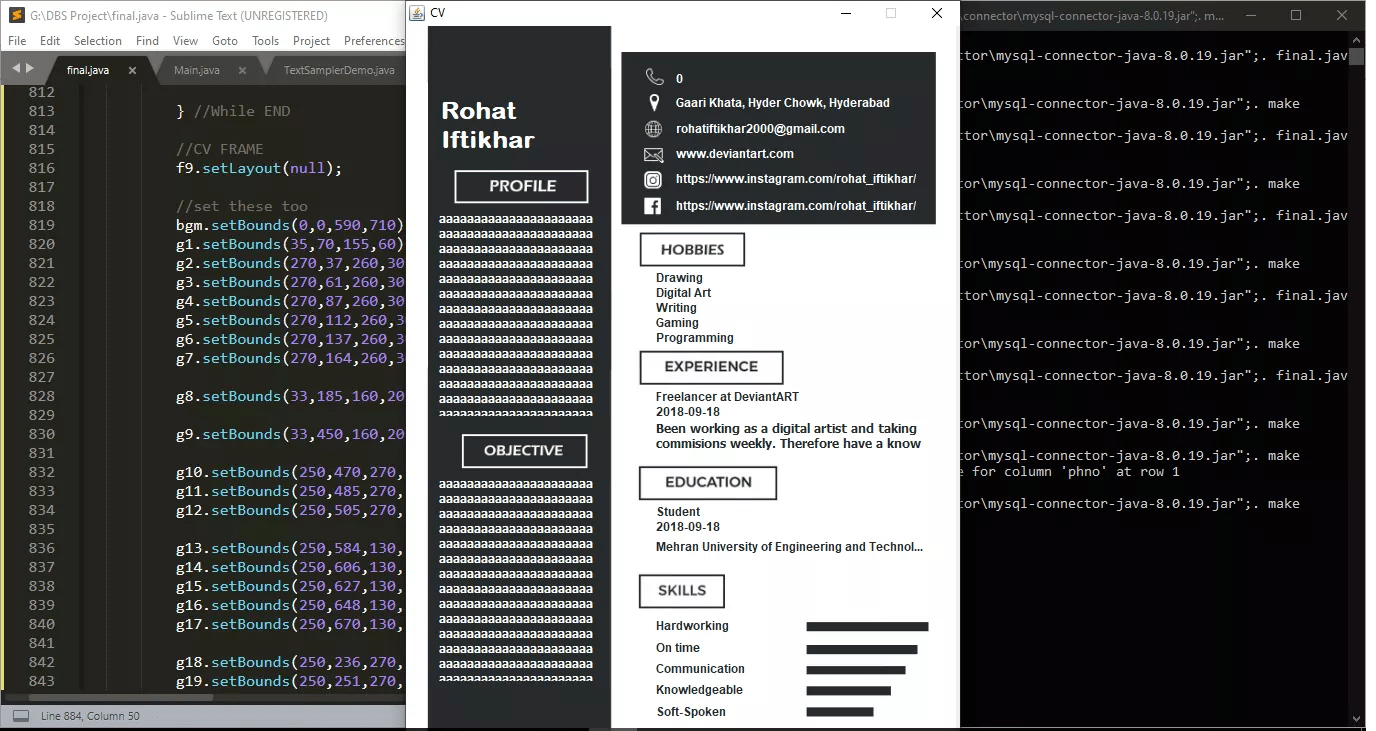 G:\DBS Project\final.java - Sublime Text (UNREGISTERED)
File Edit Selection Find View Goto Tools Project Preferences
final.java Main.java TextSamplerDemo.java
812
813 } //While END
814
815 //CV FRAME
816 f9.setLayout(null);
817
818 //set these too
819 bgm.setBounds(0,0,590,710)
820 g1.setBounds(35,70,155,60)
821 g2.setBounds(270,37,260,30
822 g3.setBounds(270,61,260,30
823 g4.setBounds(270,87,260,30
824 g5.setBounds(270,112,260,3
825 g6.setBounds(270,137,260,3
826 g7.setBounds(270,164,260,3
827
828 g8.setBounds(33,185,160,20
829
830 g9.setBounds(33,450,160,20
831
832 g10.setBounds(250,470,270,
833 g11.setBounds(250,485,270,
834 g12.setBounds(250,505,270,
835
836 g13.setBounds(250,584,130,
837 g14.setBounds(250,606,130,
838 g15.setBounds(250,627,130,
839 g16.setBounds(250,648,130,
840 g17.setBounds(250,670,130,
841
842 g18.setBounds(250,236,270,
843 g19.setBounds(250,251,270,
Line 884, Column 50
CV
Rohat
Iftikhar
PROFILE
aaaaaaaaaaaaaaaaaaaaaa
aaaaaaaaaaaaaaaaaaaaaa
aaaaaaaaaaaaaaaaaaaaaa
aaaaaaaaaaaaaaaaaaaaaa
aaaaaaaaaaaaaaaaaaaaaa
aaaaaaaaaaaaaaaaaaaaaa
aaaaaaaaaaaaaaaaaaaaaa
aaaaaaaaaaaaaaaaaaaaaa
aaaaaaaaaaaaaaaaaaaaaa
aaaaaaaaaaaaaaaaaaaaaa
aaaaaaaaaaaaaaaaaaaaaa
aaaaaaaaaaaaaaaaaaaaaa
aaaaaaaaaaaaaaaaaaaaaa
aaaaaaaaaaaaaaaaaaaaaa
OBJECTIVE
aaaaaaaaaaaaaaaaaaaaaa
aaaaaaaaaaaaaaaaaaaaaa
aaaaaaaaaaaaaaaaaaaaaa
aaaaaaaaaaaaaaaaaaaaaa
aaaaaaaaaaaaaaaaaaaaaa
aaaaaaaaaaaaaaaaaaaaaa
aaaaaaaaaaaaaaaaaaaaaa
aaaaaaaaaaaaaaaaaaaaaa
aaaaaaaaaaaaaaaaaaaaaa
aaaaaaaaaaaaaaaaaaaaaa
aaaaaaaaaaaaaaaaaaaaaa
aaaaaaaaaaaaaaaaaaaaaa
aaaaaaaaaaaaaaaaaaaaaa
aaaaaaaaaaaaaaaaaaaaaa
0
Gaari Khata, Hyder Chowk, Hyderabad
rohatiftikhar2000@gmail.com
www.deviantart.com
https://www.instagram.com/rohat_iftikhar/
https://www.instagram.com/rohat_iftikhar/
HOBBIES
Drawing
Digital Art
Writing
Gaming
Programming
EXPERIENCE
Freelancer at DeviantART
2018-09-18
Been working as a digital artist and taking
commisions weekly. Therefore have a know
EDUCATION
Student
2018-09-18
Mehran University of Engineering and Technol...
SKILLS
Hardworking
On time
Communication
Knowledgeable
Soft-Spoken
\connector\mysql-connector-java-8.0.19.jar";. m...
tor\mysql-connector-java-8.0.19.jar";. final.jav
tor\mysql-connector-java-8.0.19.jar";. make
tor\mysql-connector-java-8.0.19.jar";. final.jav
tor\mysql-connector-java-8.0.19.jar";. make
tor\mysql-connector-java-8.0.19.jar";. final.jav
tor\mysql-connector-java-8.0.19.jar";. make
tor\mysql-connector-java-8.0.19.jar";. final.jav
tor\mysql-connector-java-8.0.19.jar";. make
tor\mysql-connector-java-8.0.19.jar";. final.jav
tor\mysql-connector-java-8.0.19.jar";. make
tor\mysql-connector-java-8.0.19.jar";. make
e for column 'phno' at row 1
tor\mysql-connector-java-8.0.19.jar";. make